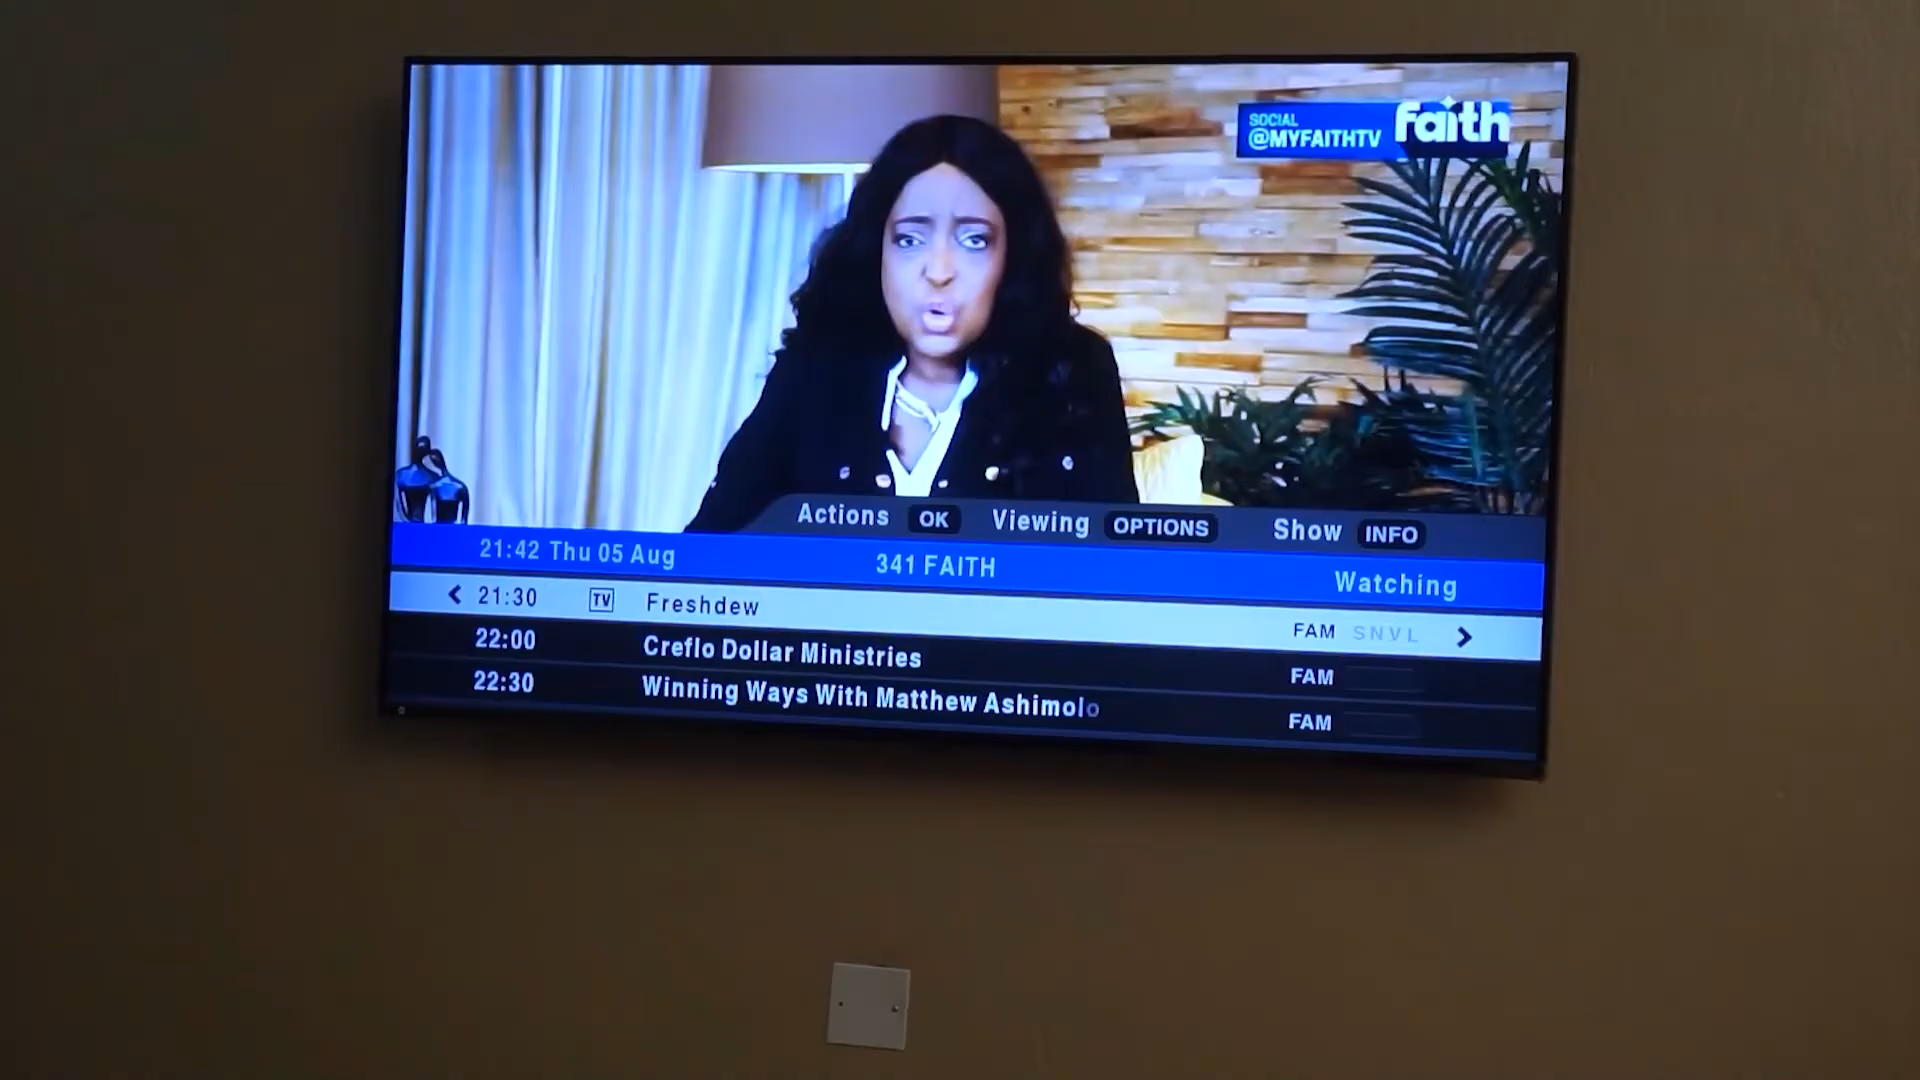 SOCIAL
@MYFAITHTV
faith
Actions OK Viewing OPTIONS Show INFO
21:42 Thu 05 Aug 341 FAITH Watching
< 21:30 TV Freshdew FAM SNVL >
22:00 Creflo Dollar Ministries FAM
22:30 Winning Ways With Matthew Ashimolo FAM